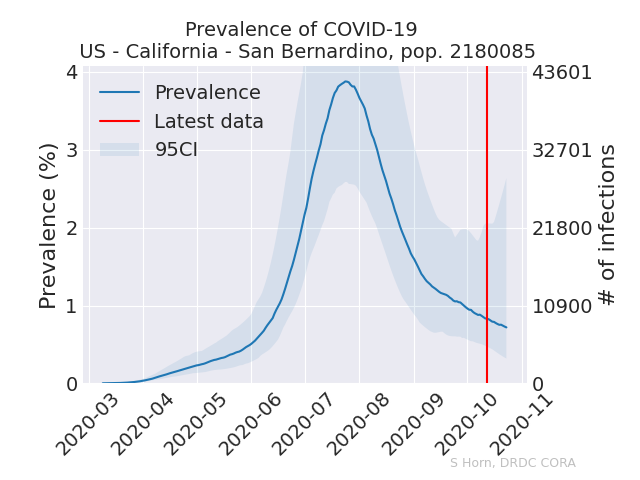 Prevalence of COVID-19
US - California - San Bernardino, pop. 2180085
Prevalence (%)
4
3
2
1
0
Prevalence
Latest data
95CI
43601
32701
21800
10900
0
# of infections
2020-03
2020-04
2020-05
2020-06
2020-07
2020-08
2020-09
2020-10
2020-11
S Horn, DRDC CORA